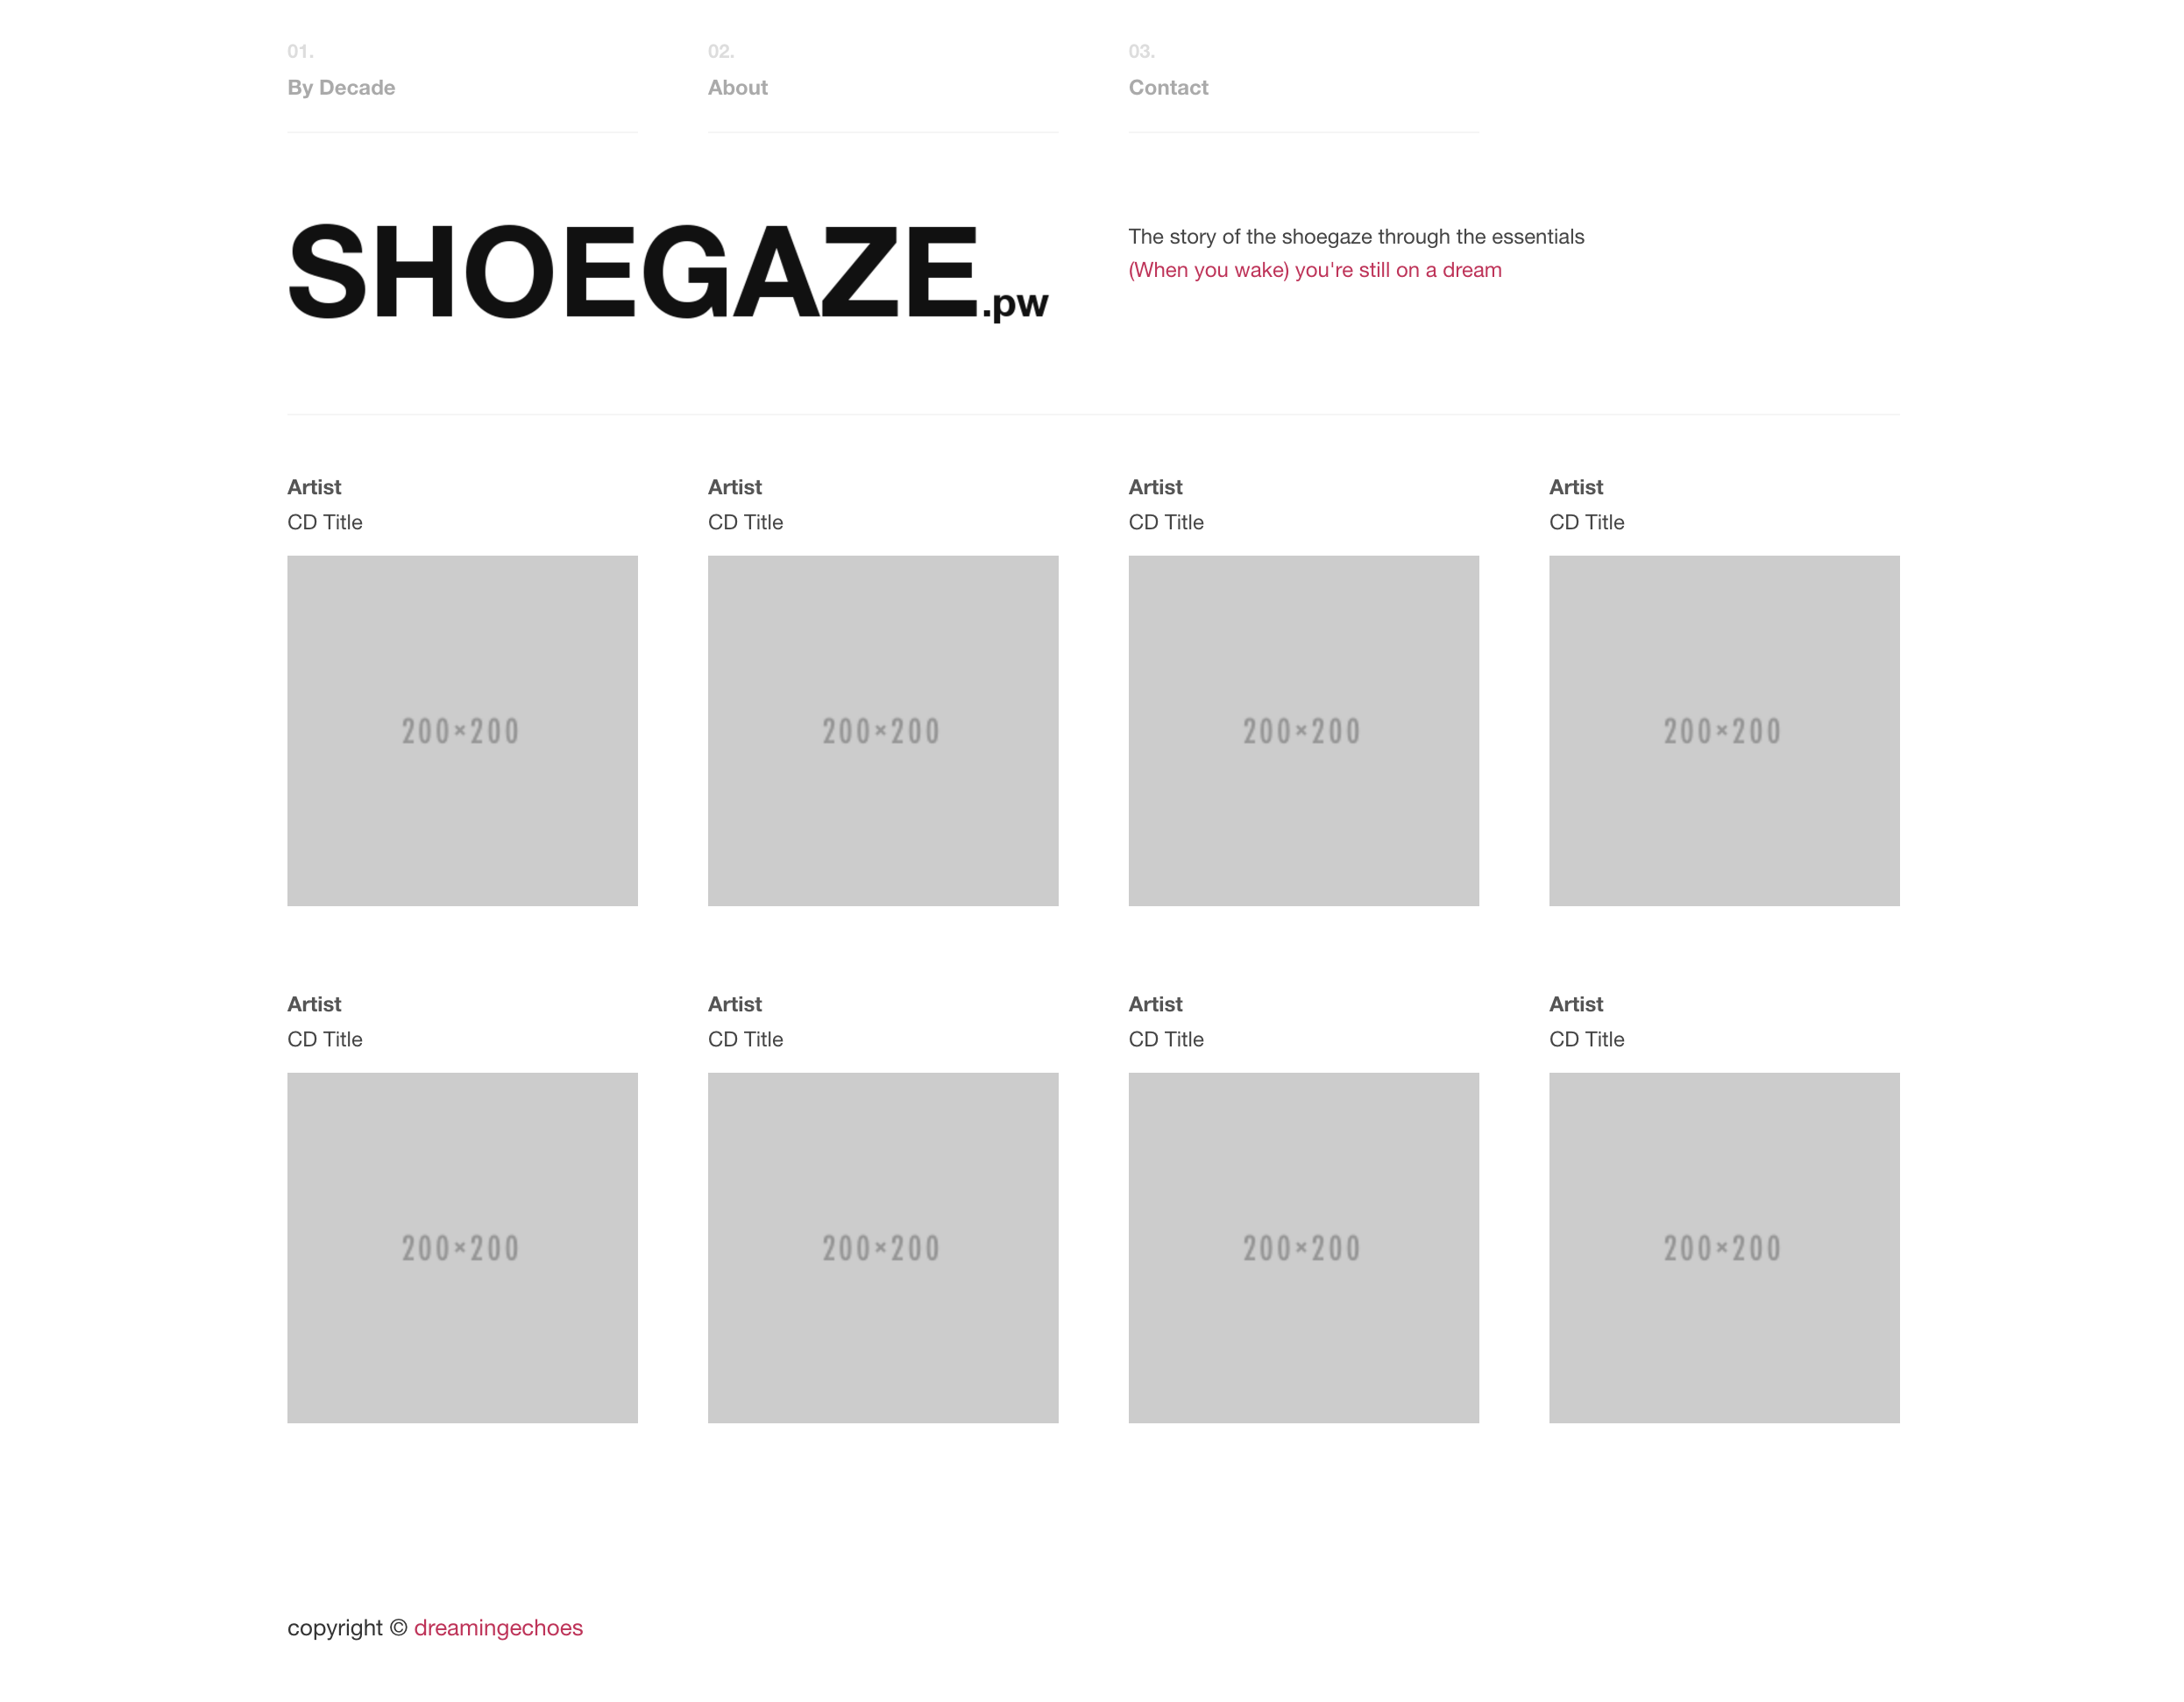 01.
By Decade
02.
About
03.
Contact
SHOEGAZE.pw
The story of the shoegaze through the essentials
(When you wake) you're still on a dream
Artist
CD Title
200×200
Artist
CD Title
200×200
Artist
CD Title
200×200
Artist
CD Title
200×200
Artist
CD Title
200×200
Artist
CD Title
200×200
Artist
CD Title
200×200
Artist
CD Title
200×200
copyright © dreamingechoes